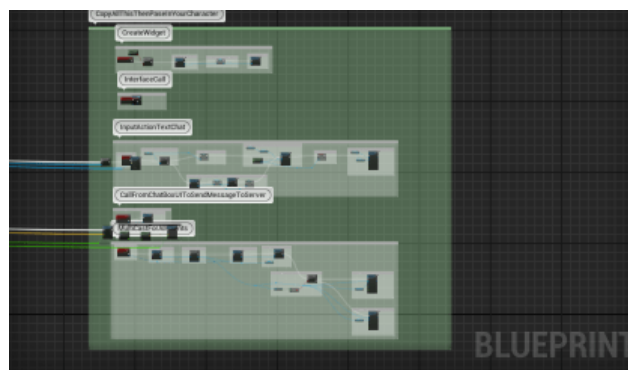 CopyAllThisThenPasteInYourCharacter
CreateWidget
InterfaceCall
InputActionTextChat
CallFromChatBoxUIToSendMessageToServer
BLUEPRINT